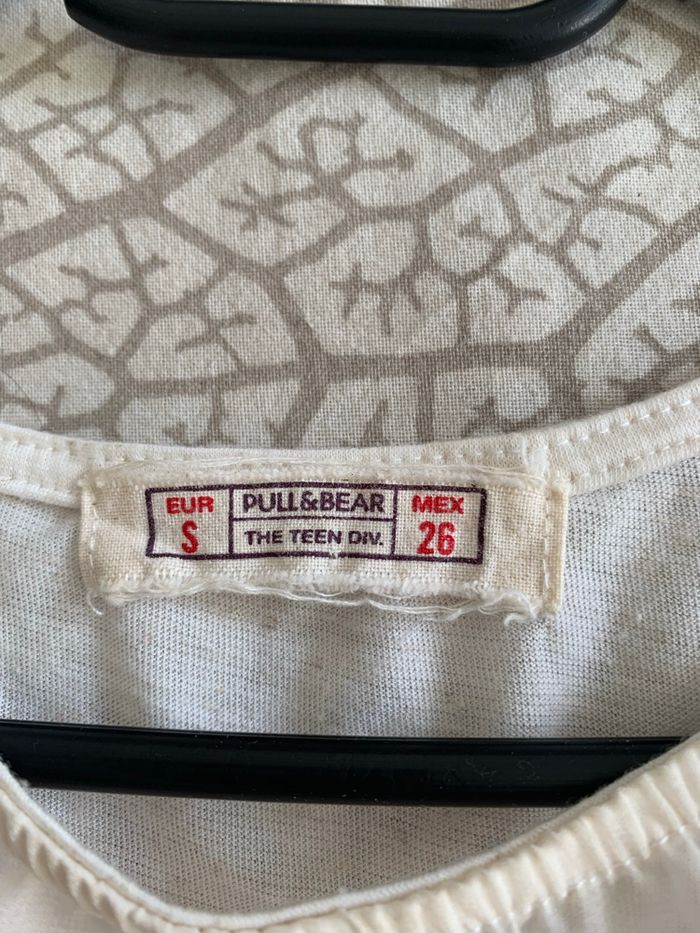 EUR
S
PULL&BEAR
THE TEEN DIV.
MEX
26